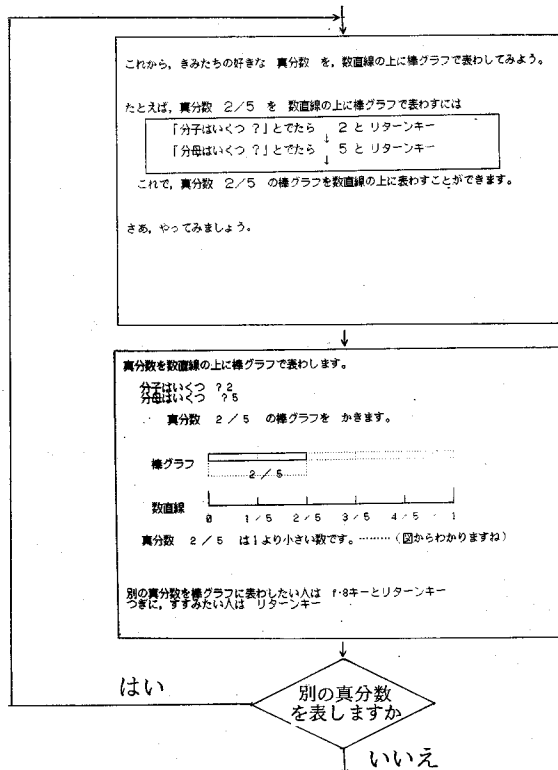 これから，きみたちの好きな　真分数　を，数直線の上に棒グラフで表わしてみよう。
たとえば，真分数　2／5　を　数直線の上に棒グラフで表わすには
「分子はいくつ　？」とでたら　2　と　リターンキー
↓
「分母はいくつ　？」とでたら　5　と　リターンキー
↓
これで，真分数　2／5　の棒グラフを数直線の上に表わすことができます。
さあ，やってみましょう。
真分数を数直線の上に棒グラフで表わします。
分子はいくつ　？2
分母はいくつ　？5
真分数　2／5　の棒グラフを　かきます。
棒グラフ
2／5
数直線
0　1／5　2／5　3／5　4／5　1
真分数　2／5　は1より小さい数です。………（図からわかりますね）
別の真分数を棒グラフに表わしたい人は　f・8キーとリターンキー
つぎに，すすみたい人は　リターンキー
はい
別の真分数
を表しますか
いいえ